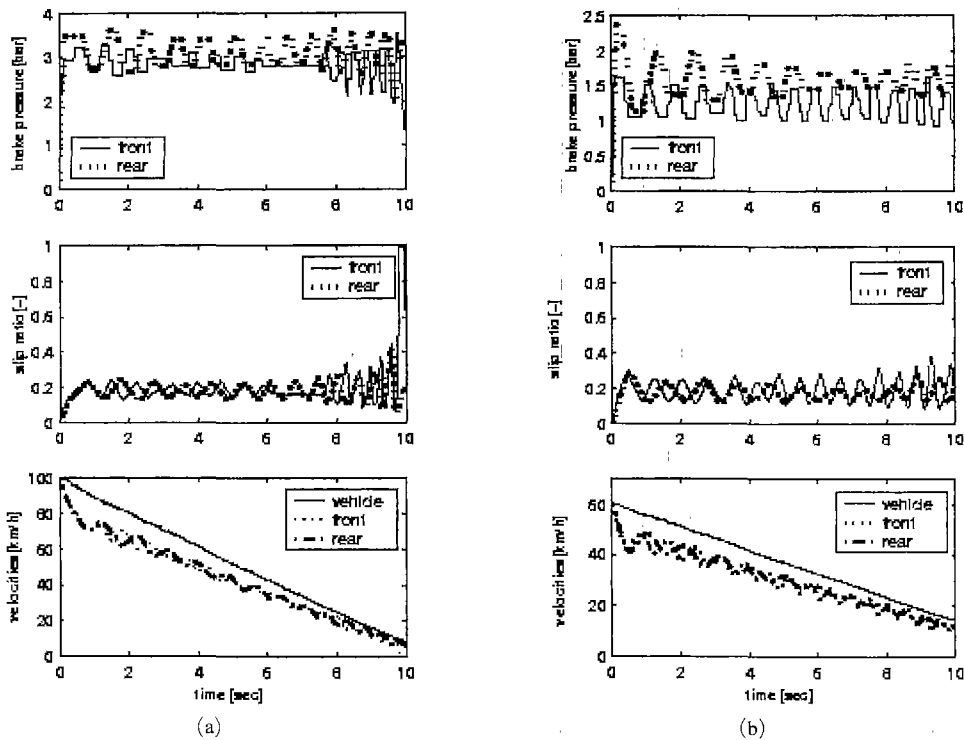 4
3
2
1
0
brake pressure [bar]
front
rear
0 2 4 6 8 10
2.5
2
1.5
1
0.5
0
brake pressure [bar]
front
rear
0 2 4 6 8 10
1
0.8
0.6
0.4
0.2
0
slip_ratio [-]
front
rear
0 2 4 6 8 10
1
0.8
0.6
0.4
0.2
0
slip_ratio [-]
front
rear
0 2 4 6 8 10
100
80
60
40
20
0
velocities [km/h]
vehicle
front
rear
0 2 4 6 8 10
time [sec]
(a)
60
40
20
0
velocities [km/h]
vehicle
front
rear
0 2 4 6 8 10
time [sec]
(b)